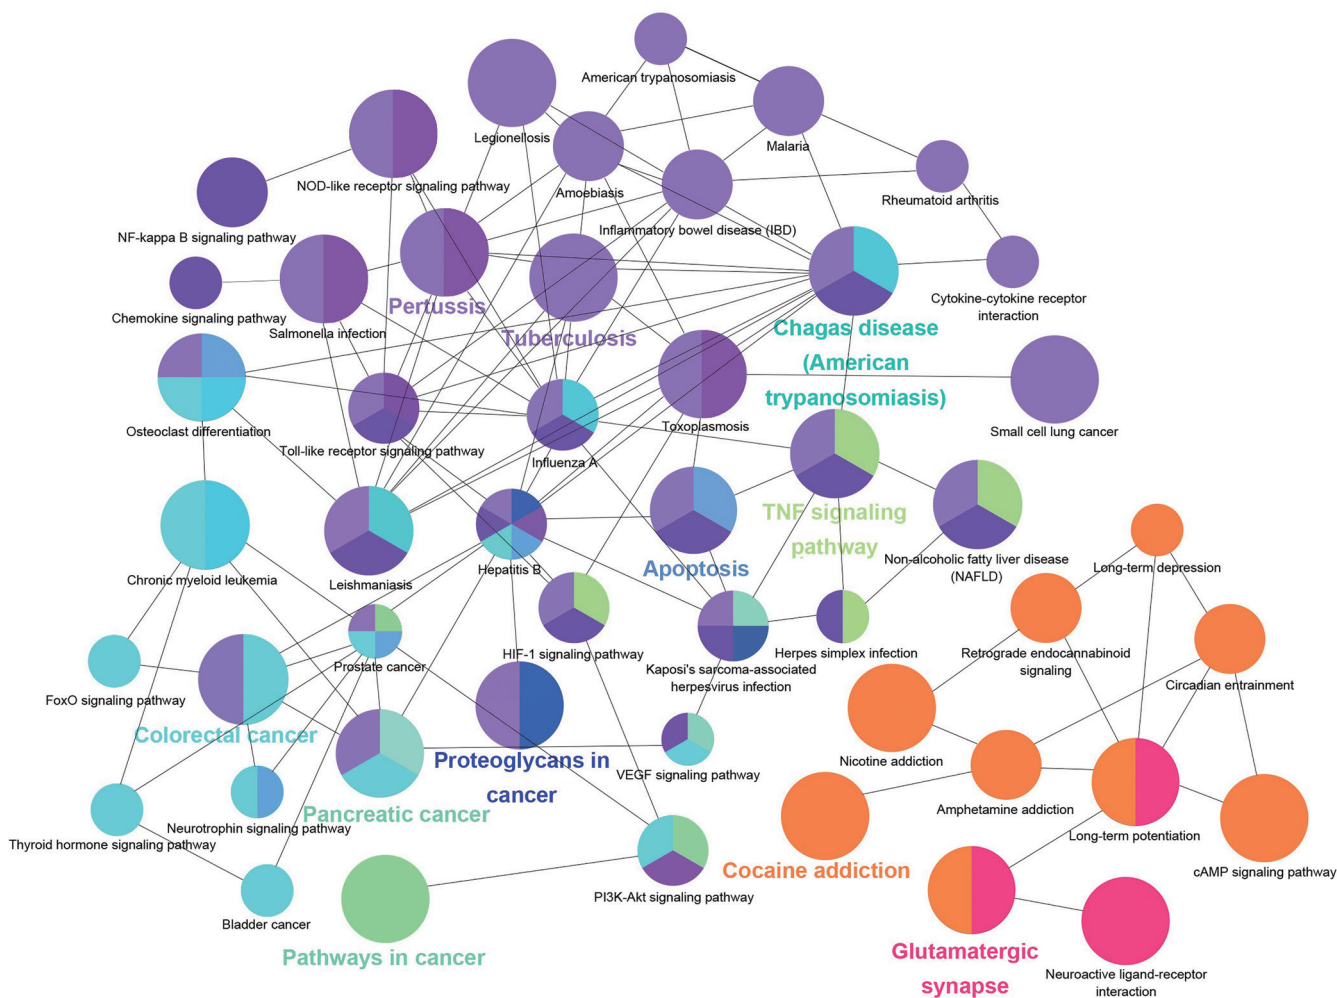 American trypanosomiasis
Legionellosis
Malaria
NOD-like receptor signaling pathway
Amoebiasis
Rheumatoid arthritis
NF-kappa B signaling pathway
Inflammatory bowel disease (IBD)
Cytokine-cytokine receptor
interaction
Chemokine signaling pathway
Salmonella infection
Pertussis
Tuberculosis
Chagas disease
(American
trypanosomiasis)
Osteoclast differentiation
Toll-like receptor signaling pathway
Influenza A
Toxoplasmosis
Small cell lung cancer
TNF signaling
pathway
Chronic myeloid leukemia
Leishmaniasis
Hepatitis B
Apoptosis
Non-alcoholic fatty liver disease
(NAFLD)
Long-term depression
Prostate cancer
HIF-1 signaling pathway
Kaposi's sarcoma-associated
herpesvirus infection
Herpes simplex infection
Retrograde endocannabinoid
signaling
Circadian entrainment
FoxO signaling pathway
Colorectal cancer
Proteoglycans in
cancer
VEGF signaling pathway
Nicotine addiction
Amphetamine addiction
Long-term potentiation
cAMP signaling pathway
Thyroid hormone signaling pathway
Neurotrophin signaling pathway
Pancreatic cancer
Cocaine addiction
Bladder cancer
PI3K-Akt signaling pathway
Pathways in cancer
Glutamatergic
synapse
Neuroactive ligand-receptor
interaction